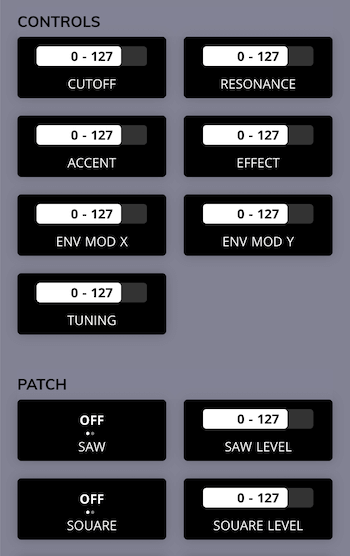 CONTROLS
0 - 127
0 - 127
CUTOFF
RESONANCE
0 - 127
0 - 127
ACCENT
EFFECT
0 - 127
0 - 127
ENV MOD X
ENV MOD Y
0 - 127
TUNING
PATCH
OFF
0 - 127
SAW
SAW LEVEL
OFF
0 - 127
SQUARE
SQUARE LEVEL